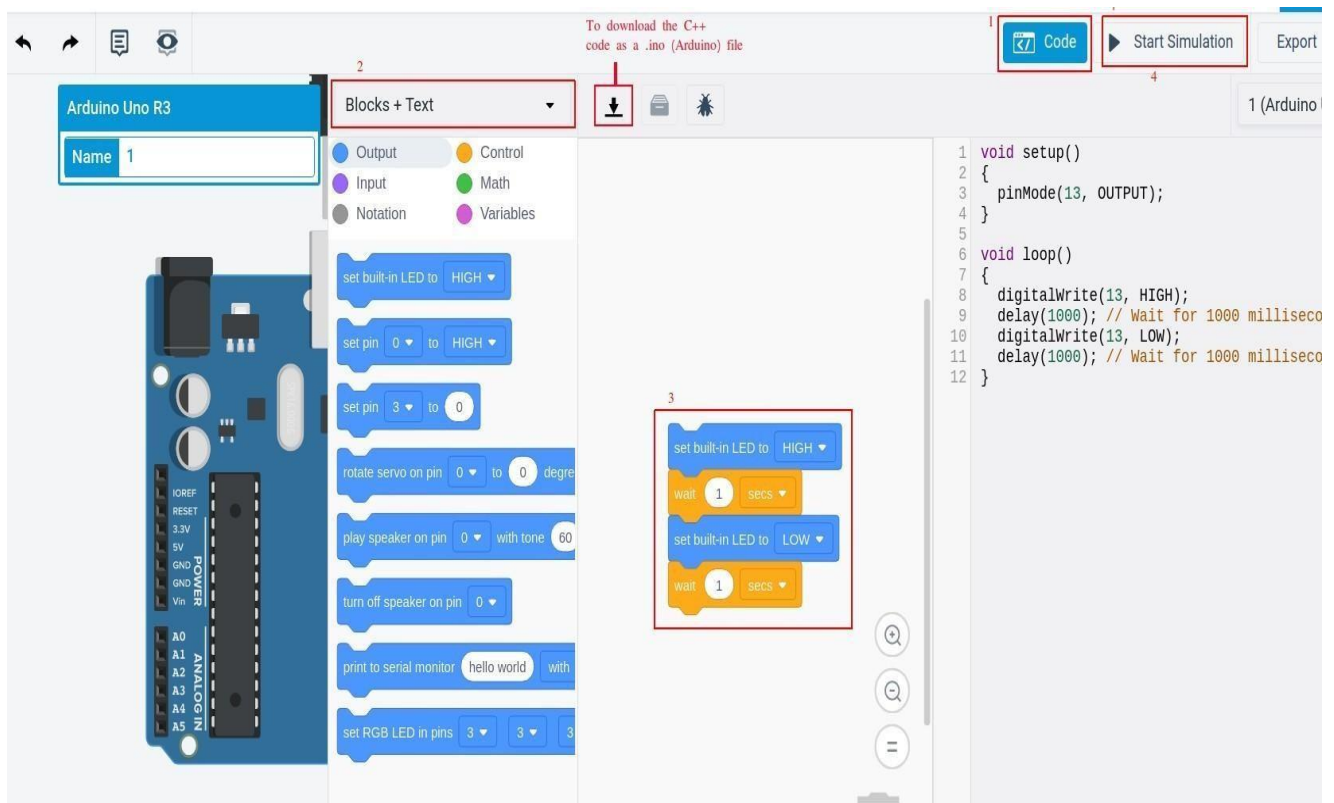 To download the C++
code as a .ino (Arduino) file
1
Code
Start Simulation
Export
4
2
Arduino Uno R3
Name 1
Blocks + Text
1 (Arduino
Output
Control
Input
Math
Notation
Variables
set built-in LED to HIGH
set pin 0 to HIGH
set pin 3 to 0
rotate servo on pin 0 to 0 degre
play speaker on pin 0 with tone 60
turn off speaker on pin 0
print to serial monitor hello world with
set RGB LED in pins 3 3 3
IOREF
RESET
3.3V
5V
GND
GND
Vin
POWER
A0
A1
A2
A3
A4
A5
ANALOG IN
3
set built-in LED to HIGH
wait 1 secs
set built-in LED to LOW
wait 1 secs
1 void setup()
2 {
3 pinMode(13, OUTPUT);
4 }
5
6 void loop()
7 {
8 digitalWrite(13, HIGH);
9 delay(1000); // Wait for 1000 milliseco
10 digitalWrite(13, LOW);
11 delay(1000); // Wait for 1000 milliseco
12 }